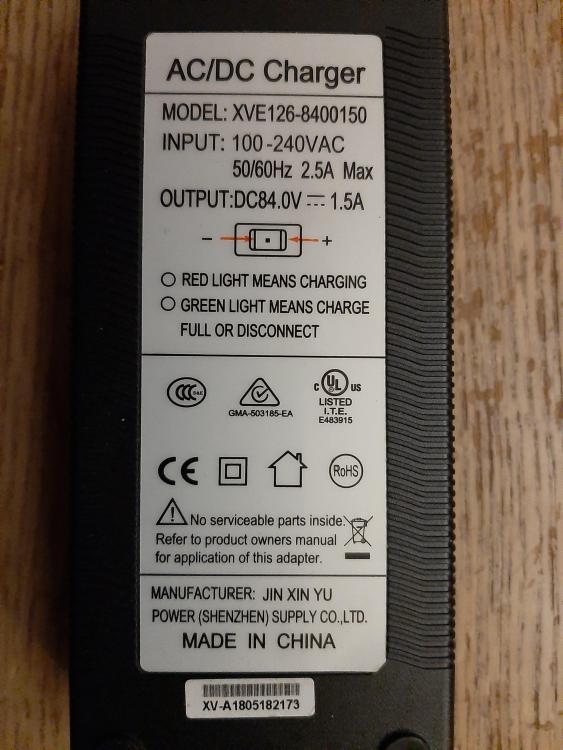 AC/DC Charger
MODEL: XVE126-8400150
INPUT: 100-240VAC
50/60Hz 2.5A Max
OUTPUT:DC84.0V ⎓ 1.5A
- +
RED LIGHT MEANS CHARGING
GREEN LIGHT MEANS CHARGE
FULL OR DISCONNECT
CCC
GMA-503185-EA
C UL US
LISTED
I.T.E.
E483915
CE
RoHS
No serviceable parts inside.
Refer to product owners manual
for application of this adapter.
MANUFACTURER: JIN XIN YU
POWER (SHENZHEN) SUPPLY CO.,LTD.
MADE IN CHINA
XV-A1805182173